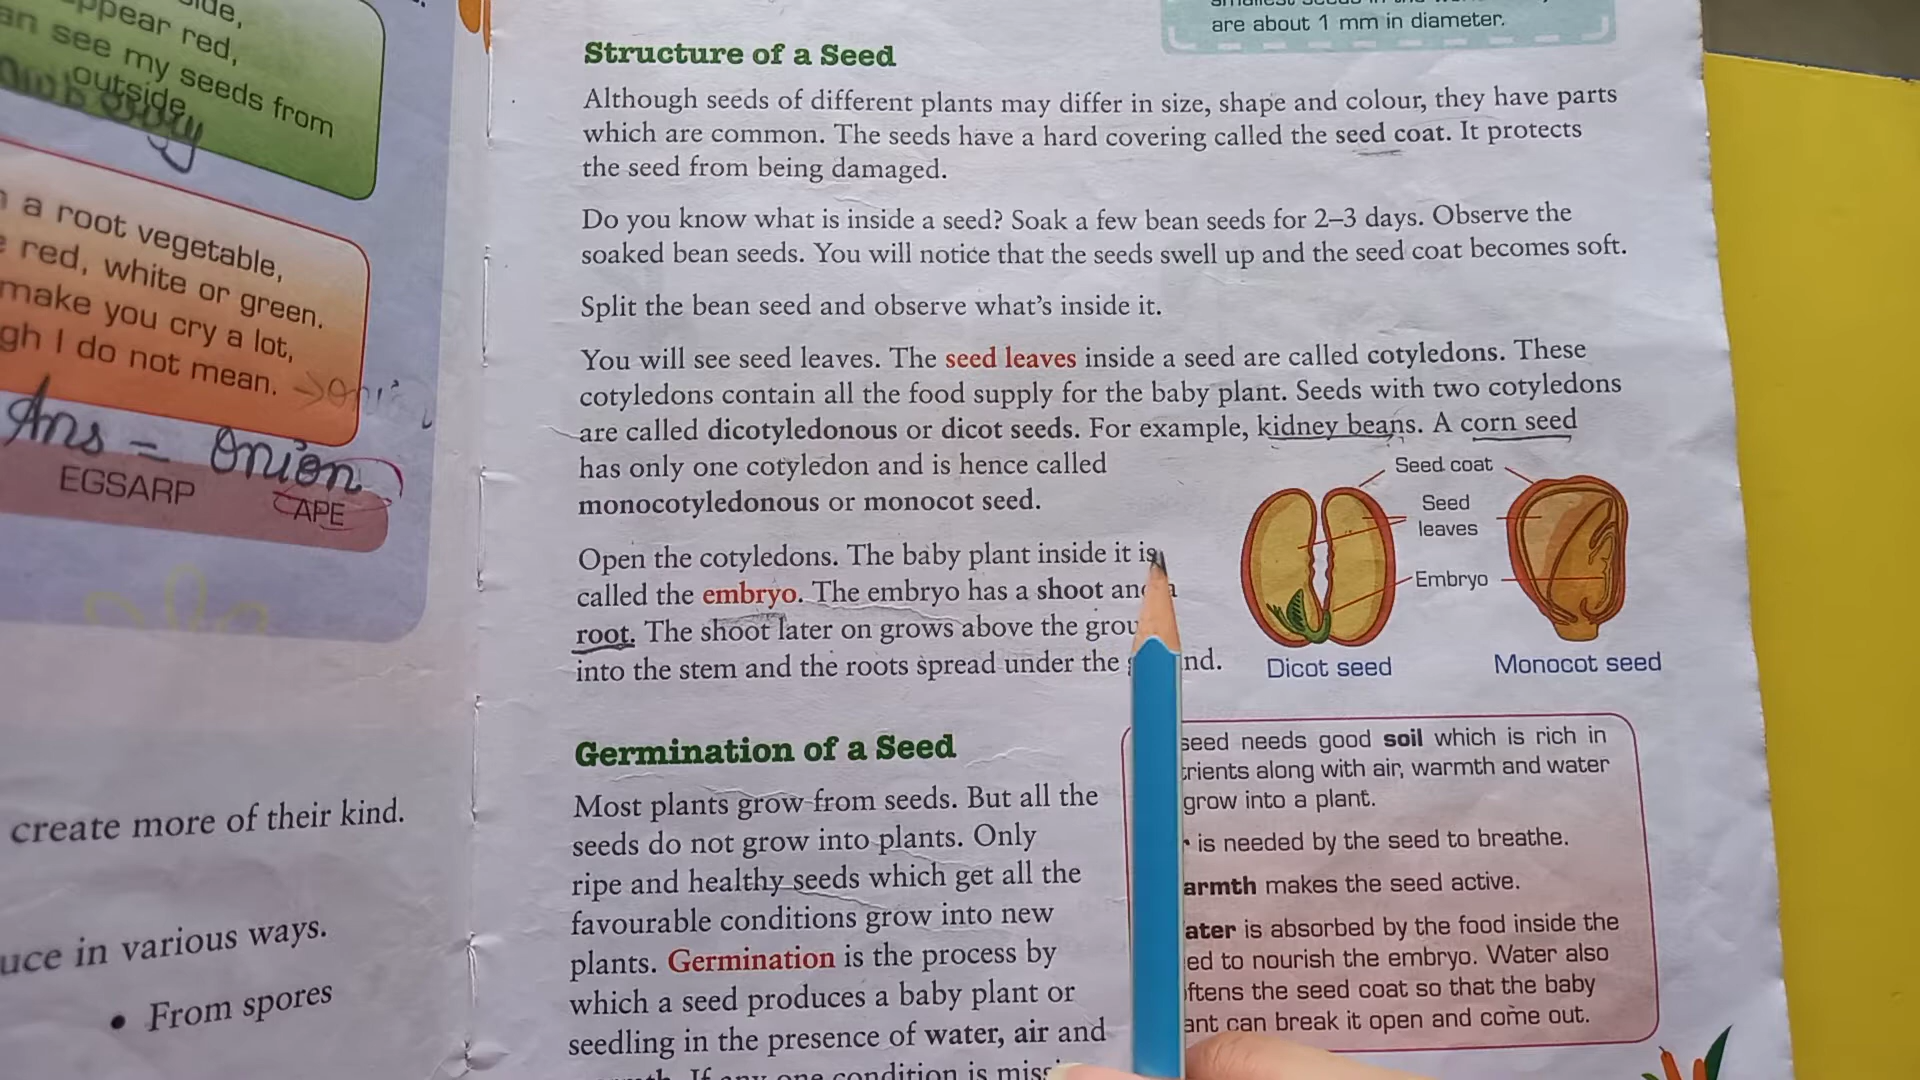 appear red,
see my seeds from
outside
a root vegetable,
red, white or green.
make you cry a lot,
I do not mean.
Ans = Onion
EGSARP
APE
create more of their kind.
in various ways.
• From spores
are about 1 mm in diameter.
Structure of a Seed
Although seeds of different plants may differ in size, shape and colour, they have parts
which are common. The seeds have a hard covering called the seed coat. It protects
the seed from being damaged.
Do you know what is inside a seed? Soak a few bean seeds for 2–3 days. Observe the
soaked bean seeds. You will notice that the seeds swell up and the seed coat becomes soft.
Split the bean seed and observe what's inside it.
You will see seed leaves. The seed leaves inside a seed are called cotyledons. These
cotyledons contain all the food supply for the baby plant. Seeds with two cotyledons
are called dicotyledonous or dicot seeds. For example, kidney beans. A corn seed
has only one cotyledon and is hence called
monocotyledonous or monocot seed.
Open the cotyledons. The baby plant inside it is
called the embryo. The embryo has a shoot and a
root. The shoot later on grows above the
into the stem and the roots spread under the
Seed coat
Seed
leaves
Embryo
Dicot seed
Monocot seed
Germination of a Seed
Most plants grow from seeds. But all the
seeds do not grow into plants. Only
ripe and healthy seeds which get all the
favourable conditions grow into new
plants. Germination is the process by
which a seed produces a baby plant or
seedling in the presence of water, air and
If any one condition is
seed needs good soil which is rich in
along with air, warmth and water
grow into a plant.
is needed by the seed to breathe.
makes the seed active.
is absorbed by the food inside the
to nourish the embryo. Water also
the seed coat so that the baby
can break it open and come out.